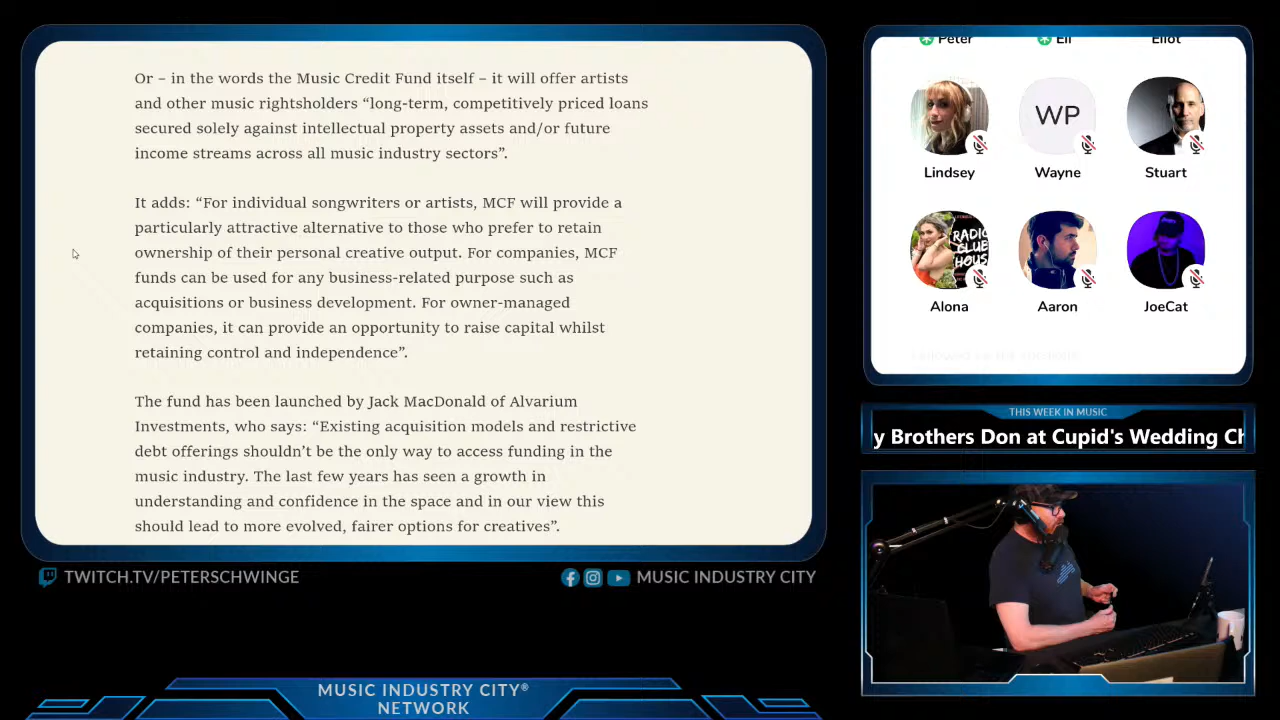 Or – in the words the Music Credit Fund itself – it will offer artists
and other music rightsholders “long-term, competitively priced loans
secured solely against intellectual property assets and/or future
income streams across all music industry sectors”.
It adds: “For individual songwriters or artists, MCF will provide a
particularly attractive alternative to those who prefer to retain
ownership of their personal creative output. For companies, MCF
funds can be used for any business-related purpose such as
acquisitions or business development. For owner-managed
companies, it can provide an opportunity to raise capital whilst
retaining control and independence”.
The fund has been launched by Jack MacDonald of Alvarium
Investments, who says: “Existing acquisition models and restrictive
debt offerings shouldn’t be the only way to access funding in the
music industry. The last few years has seen a growth in
understanding and confidence in the space and in our view this
should lead to more evolved, fairer options for creatives”.
TWITCH.TV/PETERSCHWINGE
MUSIC INDUSTRY CITY
MUSIC INDUSTRY CITY®
NETWORK
Peter Eli Elliot
WP
Lindsey Wayne Stuart
RADIO
CLUB
HOUS
Alona Aaron JoeCat
THIS WEEK IN MUSIC
y Brothers Don at Cupid's Wedding Ch